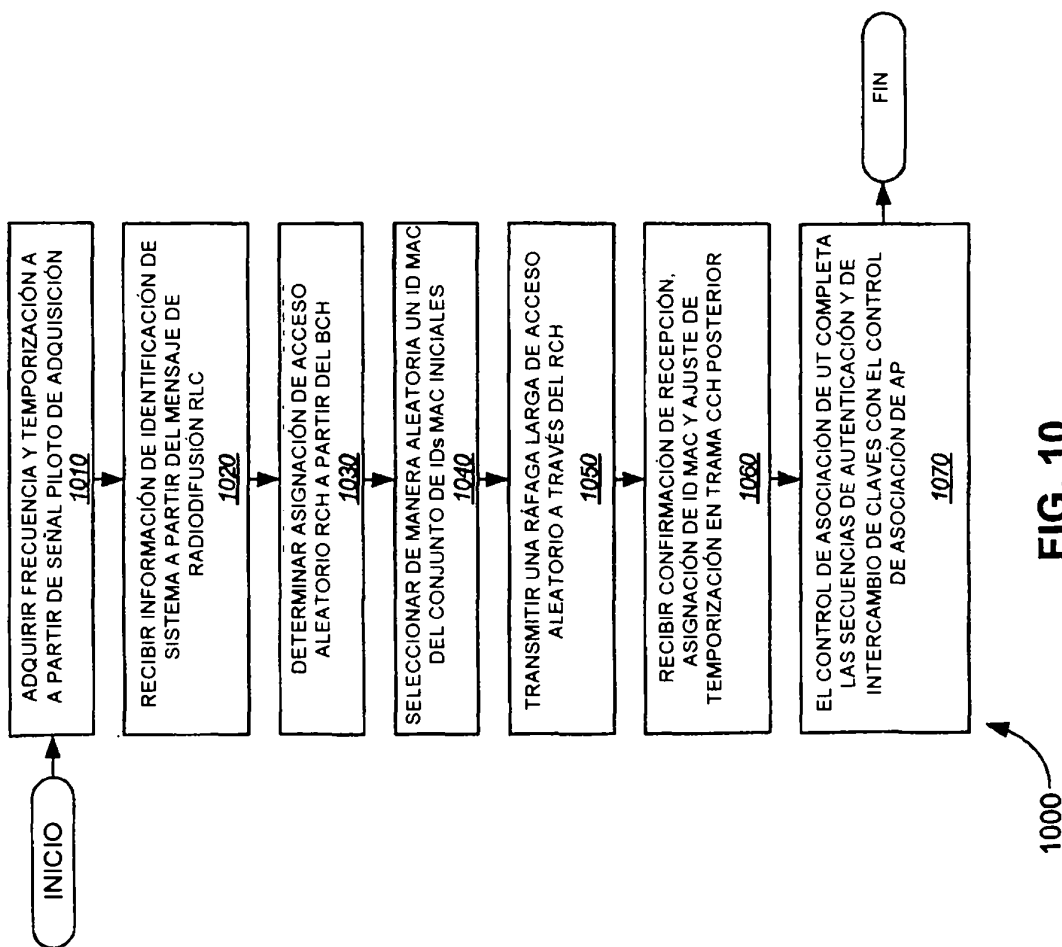 INICIO
ADQUIRIR FRECUENCIA Y TEMPORIZACIÓN A
A PARTIR DE SEÑAL PILOTO DE ADQUISICIÓN
1010
RECIBIR INFORMACIÓN DE IDENTIFICACIÓN DE
SISTEMA A PARTIR DEL MENSAJE DE
RADIODIFUSIÓN RLC
1020
DETERMINAR ASIGNACIÓN DE ACCESO
ALEATORIO RCH A PARTIR DEL BCH
1030
SELECCIONAR DE MANERA ALEATORIA UN ID MAC
DEL CONJUNTO DE IDs MAC INICIALES
1040
TRANSMITIR UNA RÁFAGA LARGA DE ACCESO
ALEATORIO A TRAVÉS DEL RCH
1050
RECIBIR CONFIRMACIÓN DE RECEPCIÓN,
ASIGNACIÓN DE ID MAC Y AJUSTE DE
TEMPORIZACIÓN EN TRAMA CCH POSTERIOR
1060
EL CONTROL DE ASOCIACIÓN DE UT COMPLETA
LAS SECUENCIAS DE AUTENTICACIÓN Y DE
INTERCAMBIO DE CLAVES CON EL CONTROL
DE ASOCIACIÓN DE AP
1070
FIN
1000
FIG. 10